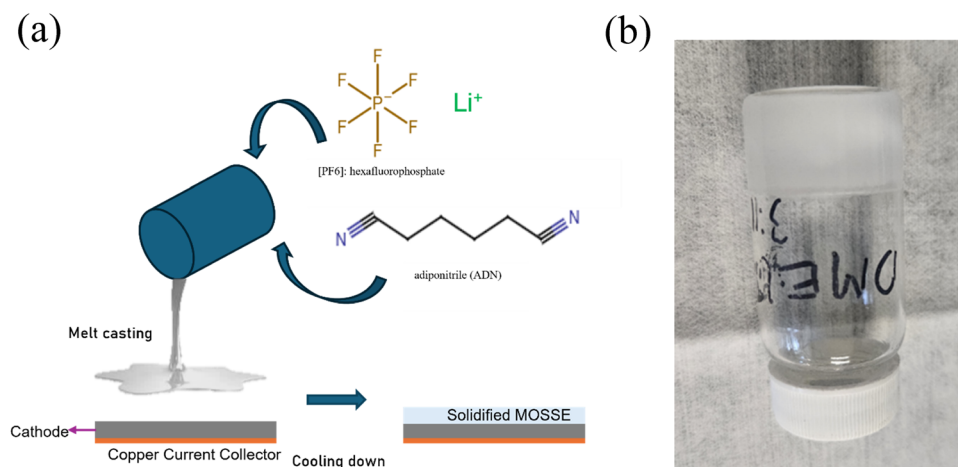 (a)
(b)
F
F F
P−
F F
F
Li+
[PF6]: hexafluorophosphate
N
N
adiponitrile (ADN)
Melt casting
Solidified MOSSE
Cathode
Copper Current Collector
Cooling down